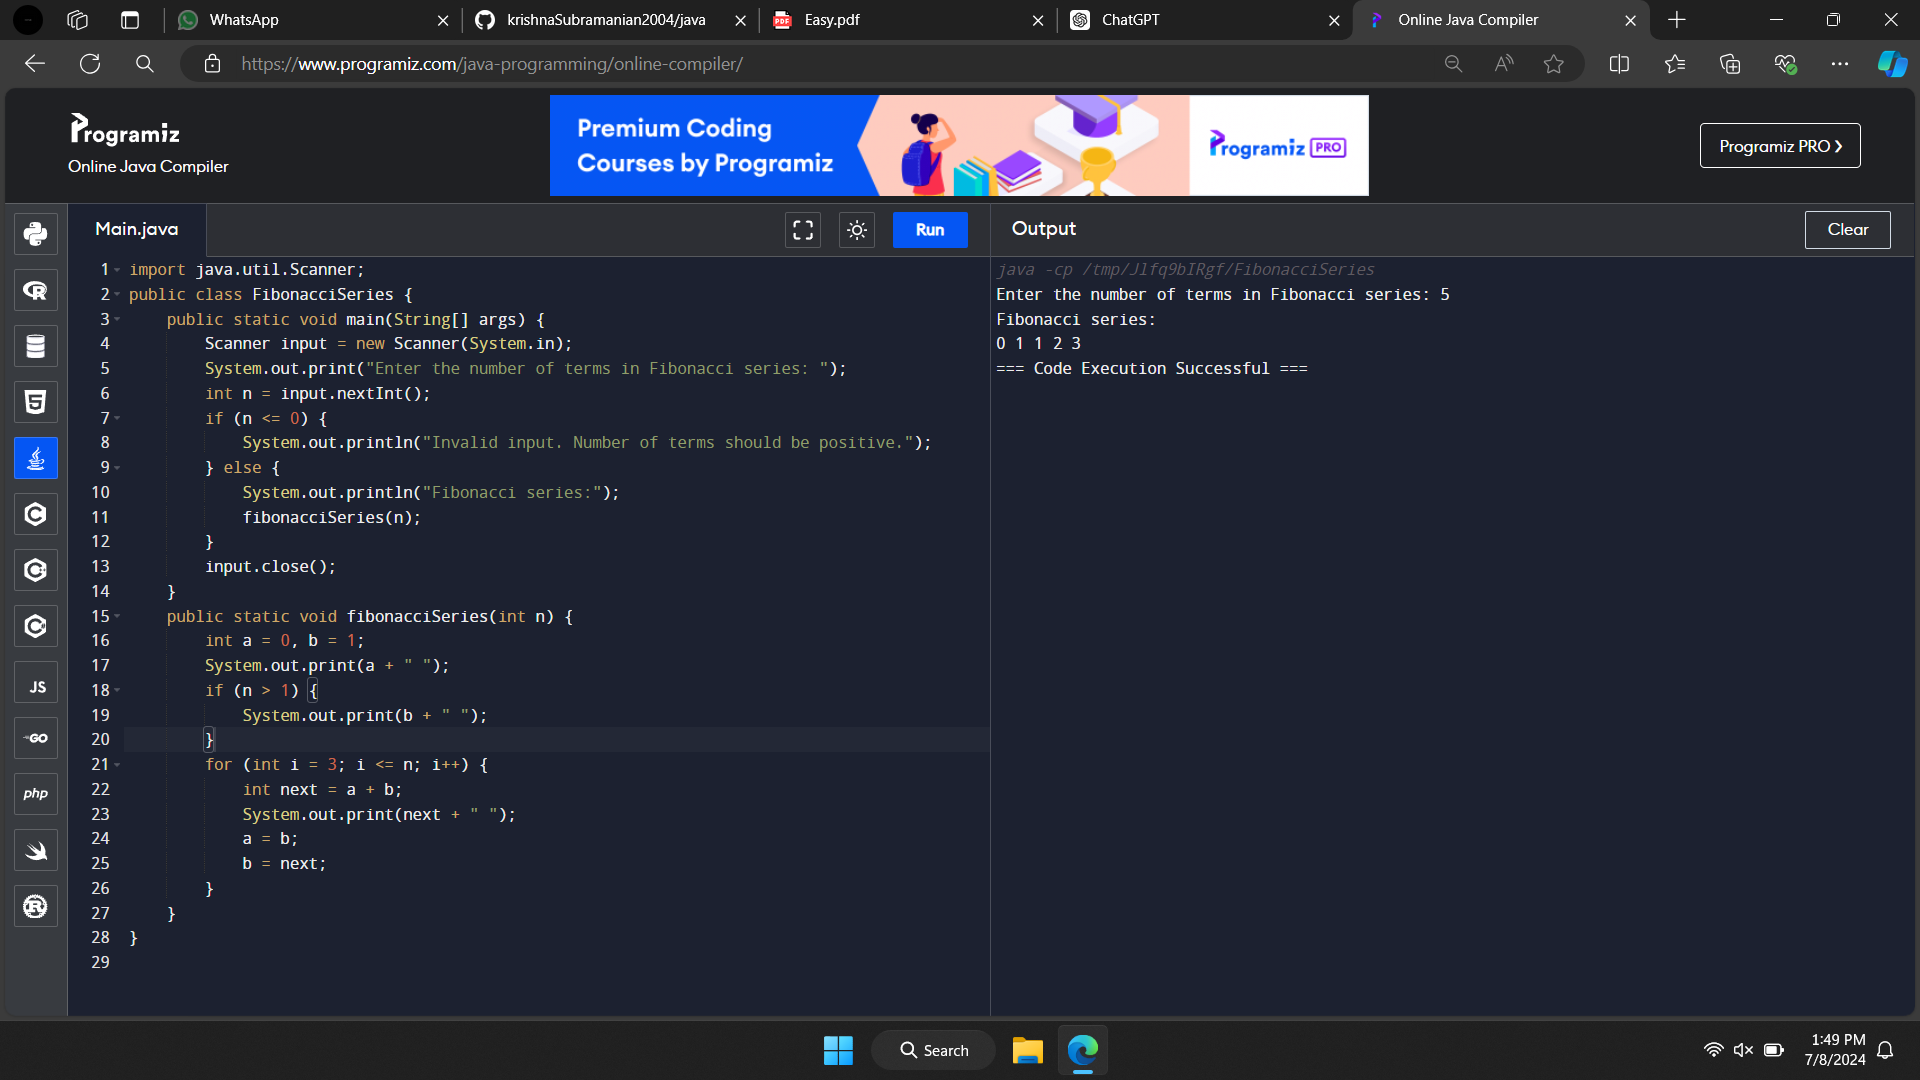 WhatsApp
krishnaSubramanian2004/java
Easy.pdf
ChatGPT
Online Java Compiler
https://www.programiz.com/java-programming/online-compiler/
Programiz
Online Java Compiler
Premium Coding
Courses by Programiz
Programiz PRO
Programiz PRO
Main.java
Run
Output
Clear
1 import java.util.Scanner;
2 public class FibonacciSeries {
3     public static void main(String[] args) {
4         Scanner input = new Scanner(System.in);
5         System.out.print("Enter the number of terms in Fibonacci series: ");
6         int n = input.nextInt();
7         if (n <= 0) {
8             System.out.println("Invalid input. Number of terms should be positive.");
9         } else {
10             System.out.println("Fibonacci series:");
11             fibonacciSeries(n);
12         }
13         input.close();
14     }
15     public static void fibonacciSeries(int n) {
16         int a = 0, b = 1;
17         System.out.print(a + " ");
18         if (n > 1) {
19             System.out.print(b + " ");
20         }
21         for (int i = 3; i <= n; i++) {
22             int next = a + b;
23             System.out.print(next + " ");
24             a = b;
25             b = next;
26         }
27     }
28 }
29
java -cp /tmp/Jlfq9bIRgf/FibonacciSeries
Enter the number of terms in Fibonacci series: 5
Fibonacci series:
0 1 1 2 3
=== Code Execution Successful ===
JS
GO
php
Search
1:49 PM
7/8/2024